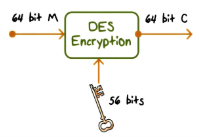 64 bit M
64 bit C
DES
Encryption
56 bits